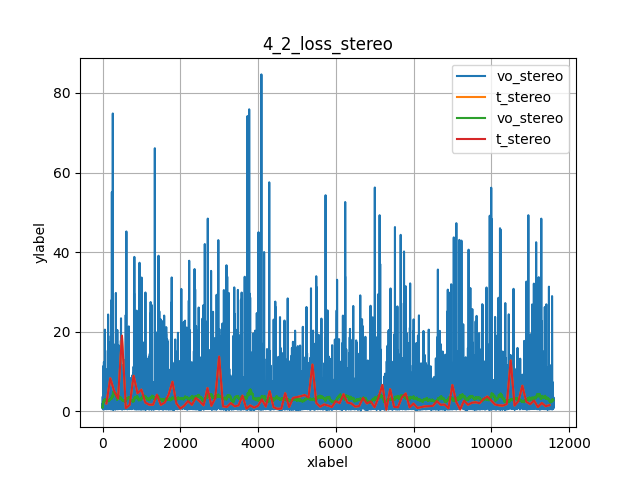 4_2_loss_stereo
vo_stereo
t_stereo
vo_stereo
t_stereo
ylabel
80
60
40
20
0
0 2000 4000 6000 8000 10000 12000
xlabel